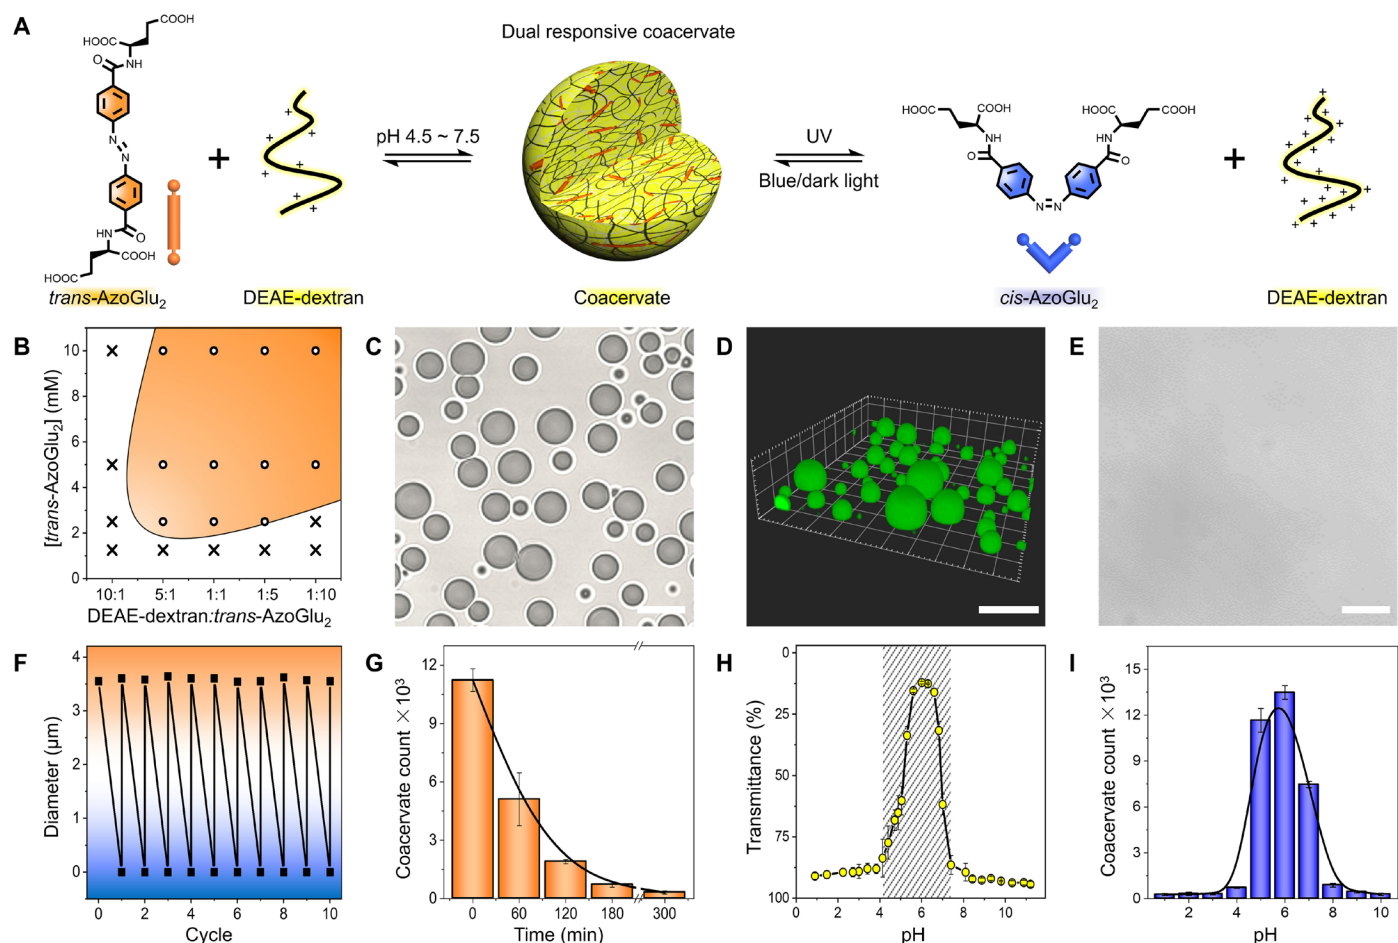 A
Dual responsive coacervate
COOH
HOOC
NH
O
N
N
O
HN
COOH
HOOC
+
+
+
+
+
+
+
pH 4.5 ~ 7.5
UV
Blue/dark light
HOOC
COOH
HOOC
COOH
NH
HN
O
O
N
N
+
trans-AzoGlu₂
DEAE-dextran
Coacervate
cis-AzoGlu₂
DEAE-dextran
B
[trans-AzoGlu₂] (mM)
10
8
6
4
2
0
10:1
5:1
1:1
1:5
1:10
DEAE-dextran:trans-AzoGlu₂
C
D
E
F
Diameter (µm)
4
3
2
1
0
0
2
4
6
8
10
Cycle
G
Coacervate count × 10³
12
9
6
3
0
0
60
120
180
300
Time (min)
H
Transmittance (%)
0
25
50
75
100
0
2
4
6
8
10
pH
I
Coacervate count × 10³
15
12
9
6
3
0
2
4
6
8
10
pH